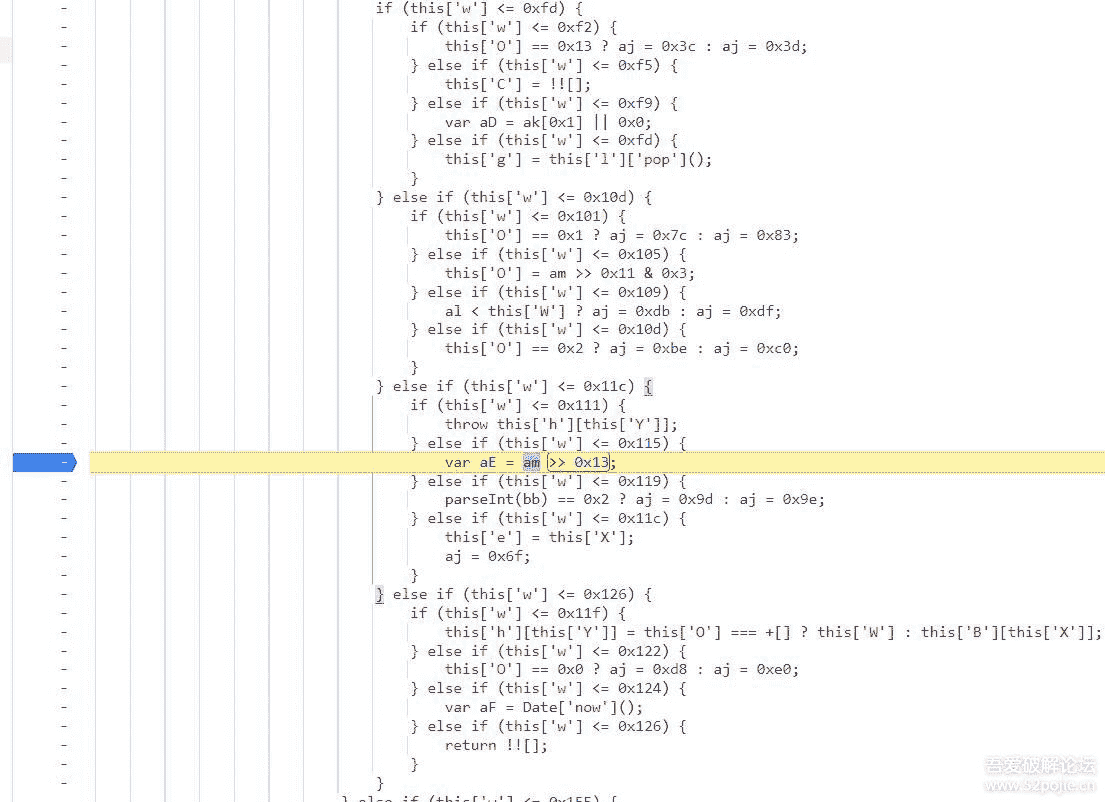 if (this['w'] <= 0xfd) {
if (this['w'] <= 0xf2) {
this['O'] == 0x13 ? aj = 0x3c : aj = 0x3d;
} else if (this['w'] <= 0xf5) {
this['C'] = !![];
} else if (this['w'] <= 0xf9) {
var aD = ak[0x1] || 0x0;
} else if (this['w'] <= 0xfd) {
this['g'] = this['l']['pop']();
}
} else if (this['w'] <= 0x10d) {
if (this['w'] <= 0x101) {
this['O'] == 0x1 ? aj = 0x7c : aj = 0x83;
} else if (this['w'] <= 0x105) {
this['O'] = am >> 0x11 & 0x3;
} else if (this['w'] <= 0x109) {
al < this['W'] ? aj = 0xdb : aj = 0xdf;
} else if (this['w'] <= 0x10d) {
this['O'] == 0x2 ? aj = 0xbe : aj = 0xc0;
}
} else if (this['w'] <= 0x11c) {
if (this['w'] <= 0x111) {
throw this['h'][this['Y']];
} else if (this['w'] <= 0x115) {
var aE = am >> 0x13;
} else if (this['w'] <= 0x119) {
parseInt(bb) == 0x2 ? aj = 0x9d : aj = 0x9e;
} else if (this['w'] <= 0x11c) {
this['e'] = this['X'];
aj = 0x6f;
}
} else if (this['w'] <= 0x126) {
if (this['w'] <= 0x11f) {
this['h'][this['Y']] = this['O'] === +[] ? this['W'] : this['B'][this['X']];
} else if (this['w'] <= 0x122) {
this['O'] == 0x0 ? aj = 0xd8 : aj = 0xe0;
} else if (this['w'] <= 0x124) {
var aF = Date['now']();
} else if (this['w'] <= 0x126) {
return !![];
}
}
} else if (this['w'] <= 0x155) {
吾爱破解论坛
www.52pojie.cn